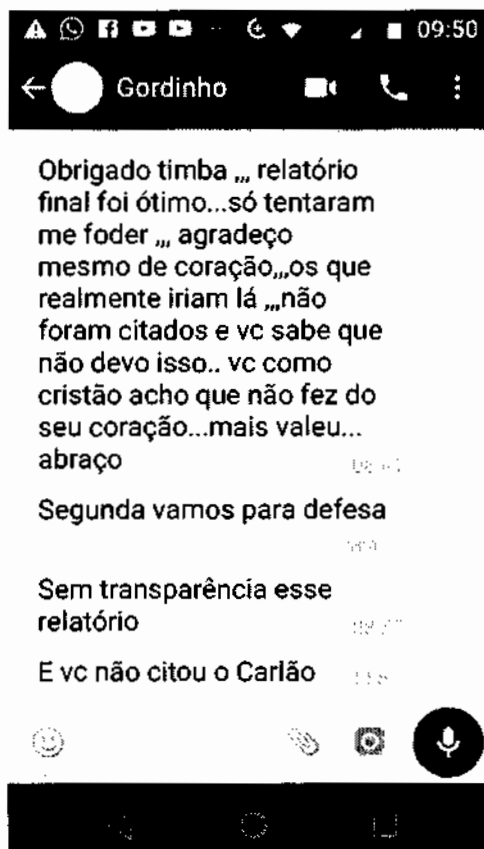 09:50
Gordinho
Obrigado timba ,,, relatório
final foi ótimo...só tentaram
me foder ,,, agradeço
mesmo de coração,,,os que
realmente iriam lá ,,,não
foram citados e vc sabe que
não devo isso.. vc como
cristão acho que não fez do
seu coração...mais valeu...
abraço
Segunda vamos para defesa
Sem transparência esse
relatório
E vc não citou o Carlão